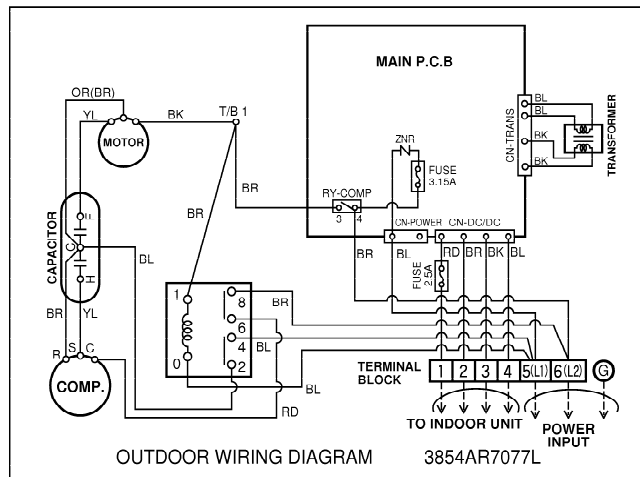 MAIN P.C.B
OR(BR)
YL
MOTOR
BK
T/B 1
ZNR
FUSE
3.15A
CN-TRANS
BL
BL
BK
BK
TRANSFORMER
BR
BR
RY-COMP
3 4
CN-POWER CN-DC/DC
CAPACITOR
F
C
H
BL
BR
BL
RD BR BK BL
FUSE
2.5A
1
8
BR
6
BL
4
0
2
BR
YL
R S C
COMP.
BL
RD
TERMINAL
BLOCK
1 2 3 4 5(L1) 6(L2) G
TO INDOOR UNIT
POWER
INPUT
OUTDOOR WIRING DIAGRAM 3854AR7077L